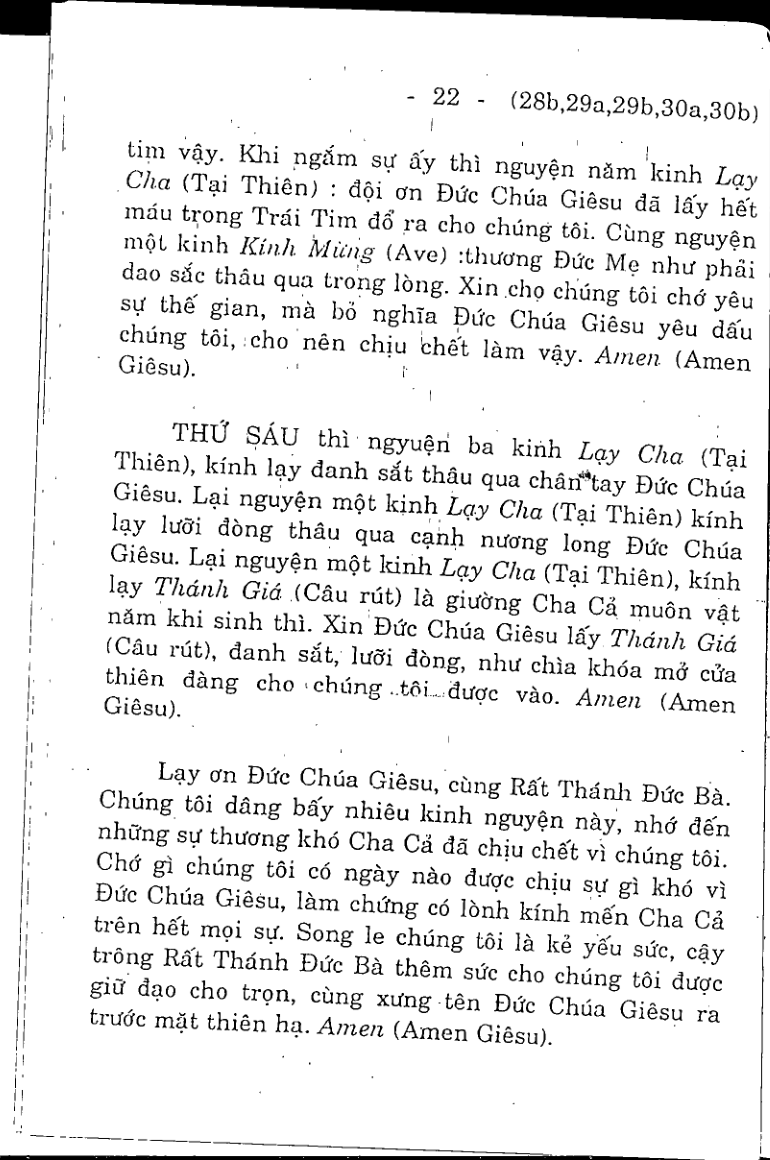 - 22 - (28b,29a,29b,30a,30b)
tim vậy. Khi ngắm sự ấy thì nguyện năm kinh Lạy
Cha (Tại Thiên) : đội ơn Đức Chúa Giêsu đã lấy hết
máu trong Trái Tim đổ ra cho chúng tôi. Cùng nguyện
một kinh Kính Mừng (Ave) :thương Đức Mẹ như phải
dao sắc thâu qua trong lòng. Xin cho chúng tôi chớ yêu
sự thế gian, mà bỏ nghĩa Đức Chúa Giêsu yêu dấu
chúng tôi, cho nên chịu chết làm vậy. Amen (Amen
Giêsu).
THỨ SÁU thì ngyuện ba kinh Lạy Cha (Tại
Thiên), kính lạy đanh sắt thâu qua chân tay Đức Chúa
Giêsu. Lại nguyện một kinh Lạy Cha (Tại Thiên) kính
lạy lưỡi đòng thâu qua cạnh nương long Đức Chúa
Giêsu. Lại nguyện một kinh Lạy Cha (Tại Thiên), kính
lạy Thánh Giá (Câu rút) là giường Cha Cả muôn vật
năm khi sinh thì. Xin Đức Chúa Giêsu lấy Thánh Giá
(Câu rút), đanh sắt, lưỡi đòng, như chìa khóa mở cửa
thiên đàng cho chúng tôi được vào. Amen (Amen
Giêsu).
Lạy ơn Đức Chúa Giêsu, cùng Rất Thánh Đức Bà.
Chúng tôi dâng bấy nhiêu kinh nguyện này, nhớ đến
những sự thương khó Cha Cả đã chịu chết vì chúng tôi.
Chớ gì chúng tôi có ngày nào được chịu sự gì khó vì
Đức Chúa Giêsu, làm chứng có lònh kính mến Cha Cả
trên hết mọi sự. Song le chúng tôi là kẻ yếu sức, cậy
trông Rất Thánh Đức Bà thêm sức cho chúng tôi được
giữ đạo cho trọn, cùng xưng tên Đức Chúa Giêsu ra
trước mặt thiên hạ. Amen (Amen Giêsu).